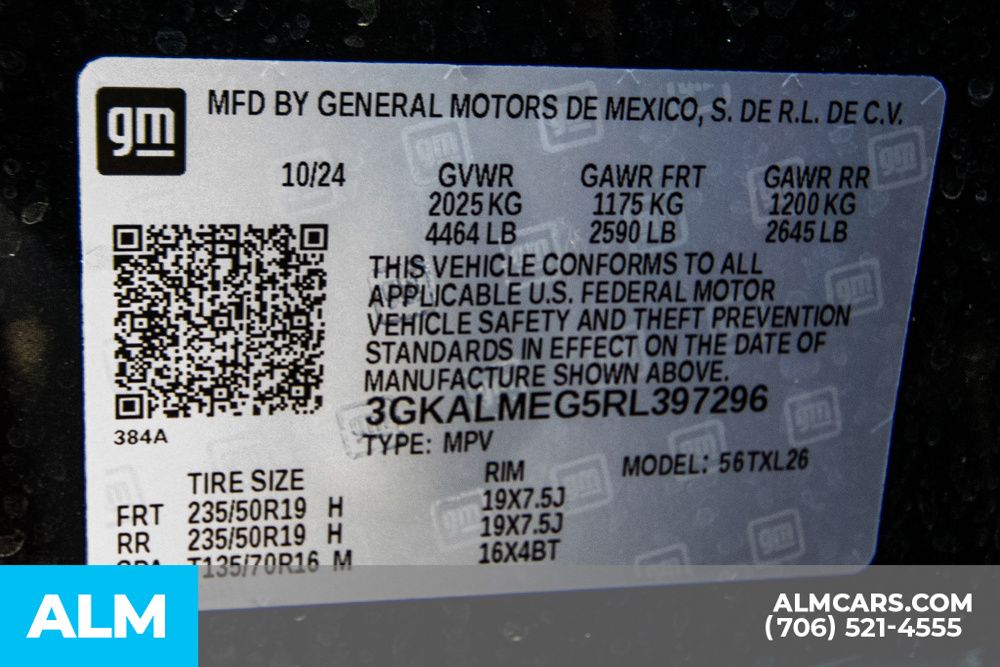 gm
MFD BY GENERAL MOTORS DE MEXICO, S. DE R.L. DE C.V.
10/24 GVWR GAWR FRT GAWR RR
2025 KG 1175 KG 1200 KG
4464 LB 2590 LB 2645 LB
THIS VEHICLE CONFORMS TO ALL
APPLICABLE U.S. FEDERAL MOTOR
VEHICLE SAFETY AND THEFT PREVENTION
STANDARDS IN EFFECT ON THE DATE OF
MANUFACTURE SHOWN ABOVE.
3GKALMEG5RL397296
384A
TYPE: MPV MODEL: 56TXL26
TIRE SIZE RIM
FRT 235/50R19 H 19X7.5J
RR 235/50R19 H 19X7.5J
SPA T135/70R16 M 16X4BT
ALM
ALMCARS.COM
(706) 521-4555